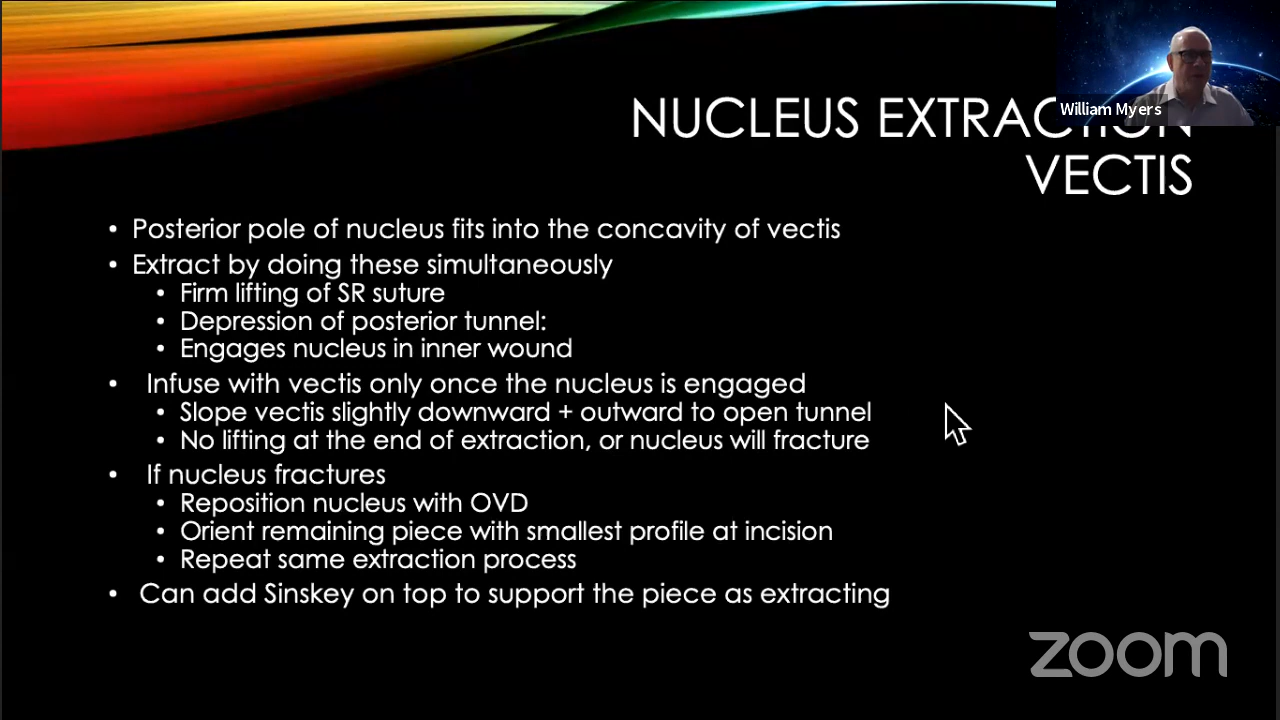 William Myers
NUCLEUS EXTRACTION
VECTIS
• Posterior pole of nucleus fits into the concavity of vectis
• Extract by doing these simultaneously
• Firm lifting of SR suture
• Depression of posterior tunnel:
• Engages nucleus in inner wound
• Infuse with vectis only once the nucleus is engaged
• Slope vectis slightly downward + outward to open tunnel
• No lifting at the end of extraction, or nucleus will fracture
• If nucleus fractures
• Reposition nucleus with OVD
• Orient remaining piece with smallest profile at incision
• Repeat same extraction process
• Can add Sinskey on top to support the piece as extracting
zoom